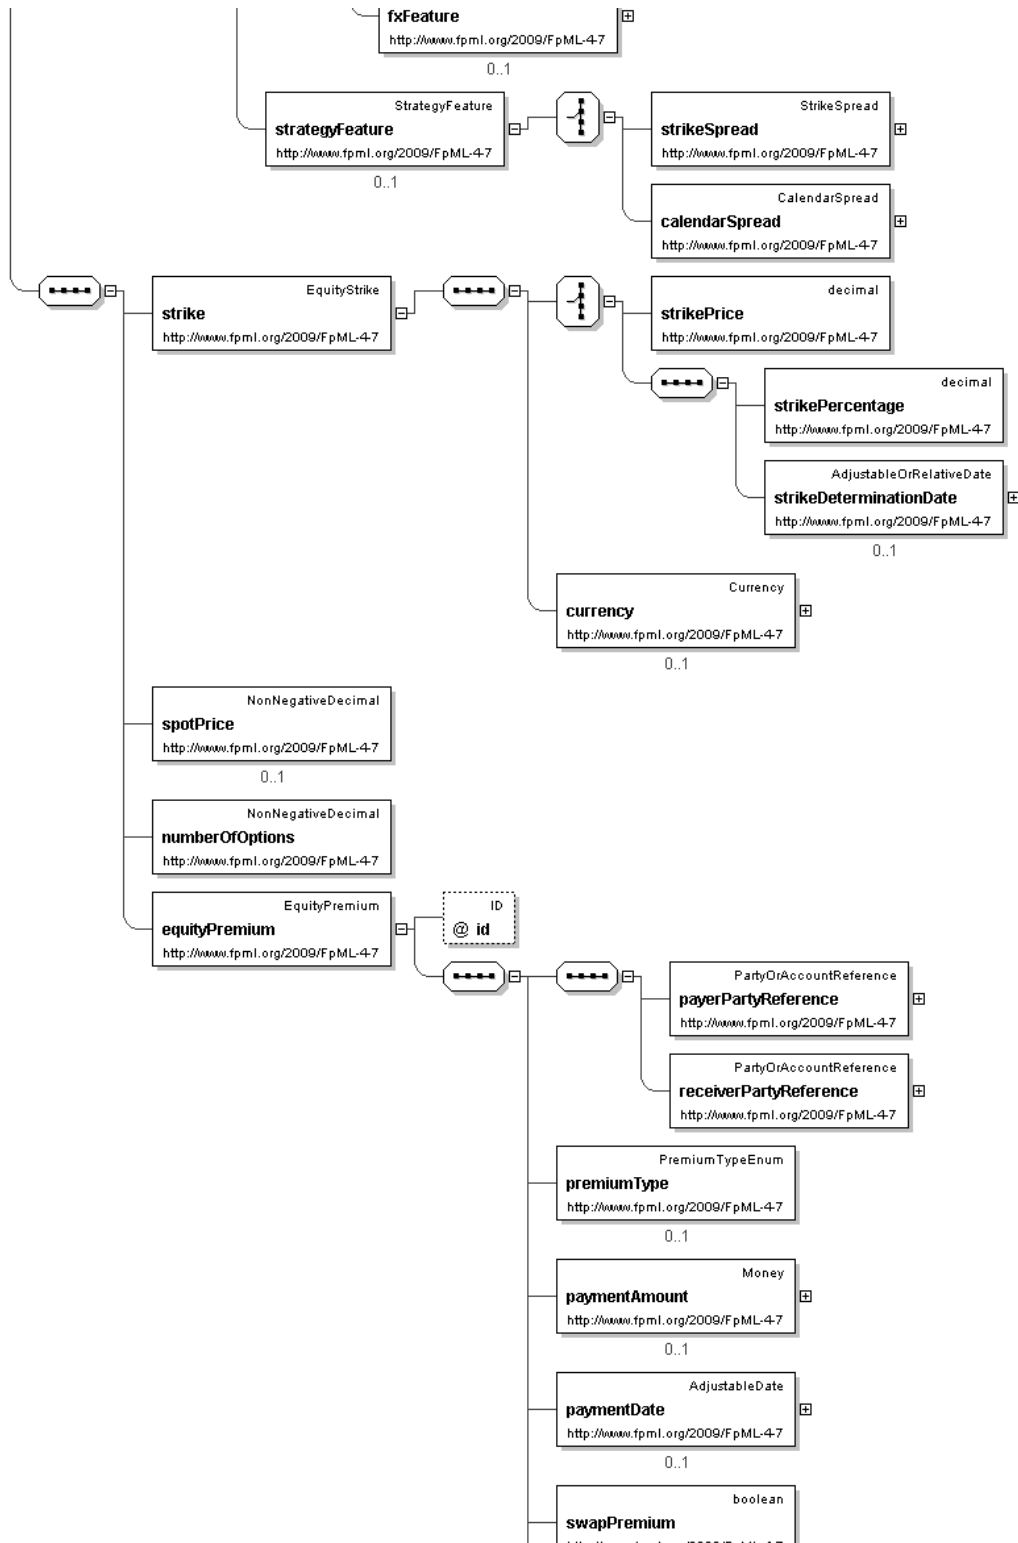 fxFeature
http://www.fpml.org/2009/FpML-4-7
0..1
StrategyFeature
strategyFeature
http://www.fpml.org/2009/FpML-4-7
0..1
StrikeSpread
strikeSpread
http://www.fpml.org/2009/FpML-4-7
CalendarSpread
calendarSpread
http://www.fpml.org/2009/FpML-4-7
EquityStrike
strike
http://www.fpml.org/2009/FpML-4-7
decimal
strikePrice
http://www.fpml.org/2009/FpML-4-7
decimal
strikePercentage
http://www.fpml.org/2009/FpML-4-7
AdjustableOrRelativeDate
strikeDeterminationDate
http://www.fpml.org/2009/FpML-4-7
0..1
Currency
currency
http://www.fpml.org/2009/FpML-4-7
0..1
NonNegativeDecimal
spotPrice
http://www.fpml.org/2009/FpML-4-7
0..1
NonNegativeDecimal
numberOfOptions
http://www.fpml.org/2009/FpML-4-7
EquityPremium
equityPremium
http://www.fpml.org/2009/FpML-4-7
ID
@ id
PartyOrAccountReference
payerPartyReference
http://www.fpml.org/2009/FpML-4-7
PartyOrAccountReference
receiverPartyReference
http://www.fpml.org/2009/FpML-4-7
PremiumTypeEnum
premiumType
http://www.fpml.org/2009/FpML-4-7
0..1
Money
paymentAmount
http://www.fpml.org/2009/FpML-4-7
0..1
AdjustableDate
paymentDate
http://www.fpml.org/2009/FpML-4-7
0..1
boolean
swapPremium